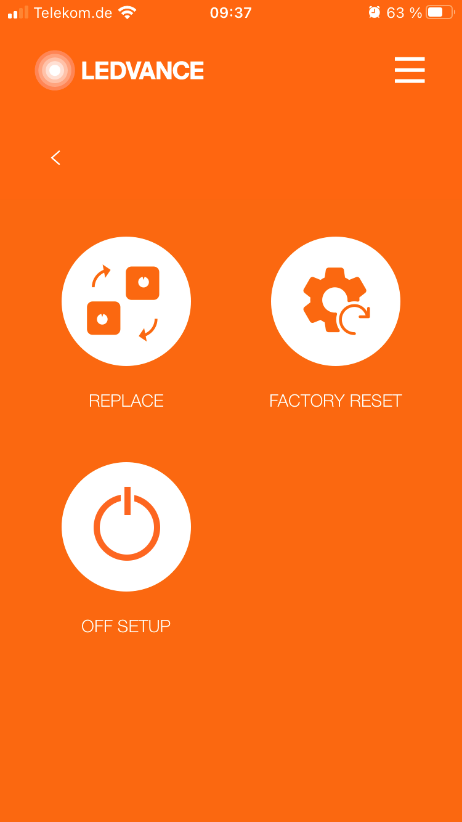 Telekom.de 09:37 63 %
LEDVANCE
REPLACE FACTORY RESET
OFF SETUP